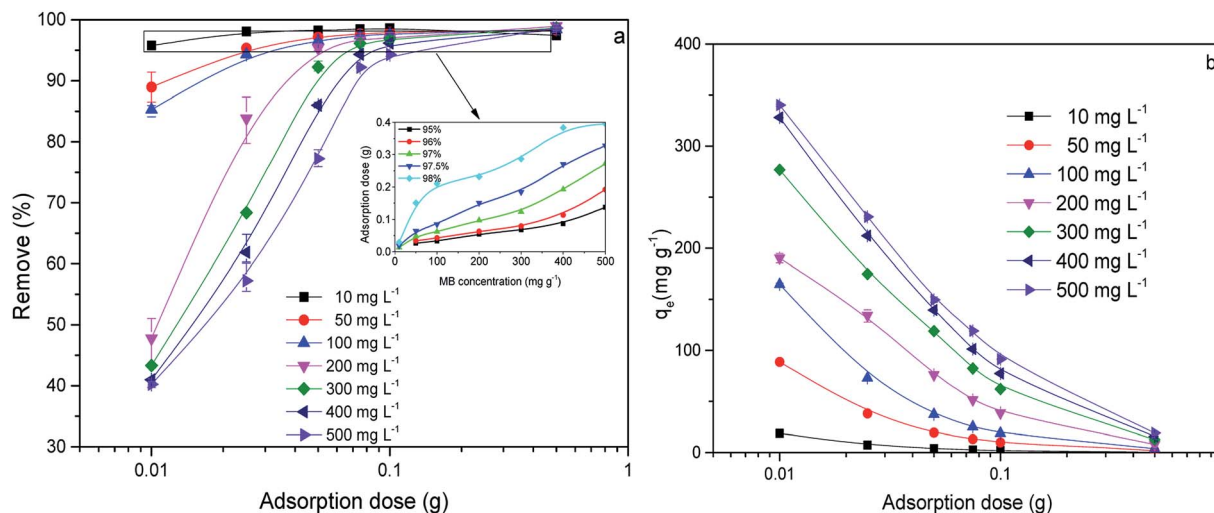 a
100
90
80
70
60
50
40
30
Remove (%)
0.01
0.1
1
Adsorption dose (g)
10 mg L⁻¹
50 mg L⁻¹
100 mg L⁻¹
200 mg L⁻¹
300 mg L⁻¹
400 mg L⁻¹
500 mg L⁻¹
0.4
0.3
0.2
0.1
0.0
Adsorption dose (g)
95%
96%
97%
97.5%
98%
0
100
200
300
400
500
MB concentration (mg g⁻¹)
b
400
300
200
100
0
qₑ(mg g⁻¹)
0.01
0.1
Adsorption dose (g)
10 mg L⁻¹
50 mg L⁻¹
100 mg L⁻¹
200 mg L⁻¹
300 mg L⁻¹
400 mg L⁻¹
500 mg L⁻¹